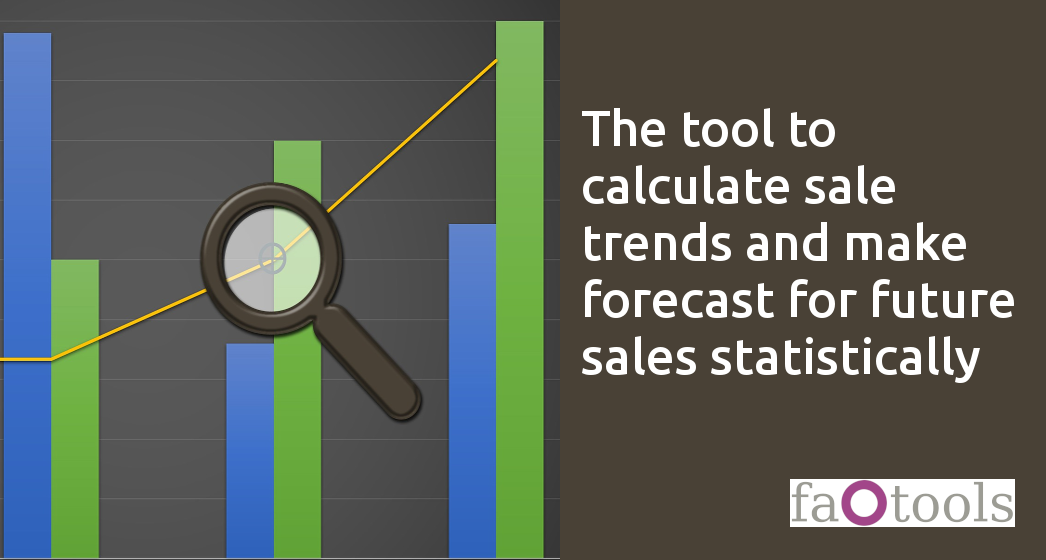 The tool to
calculate sale
trends and make
forecast for future
sales statistically
faOtools